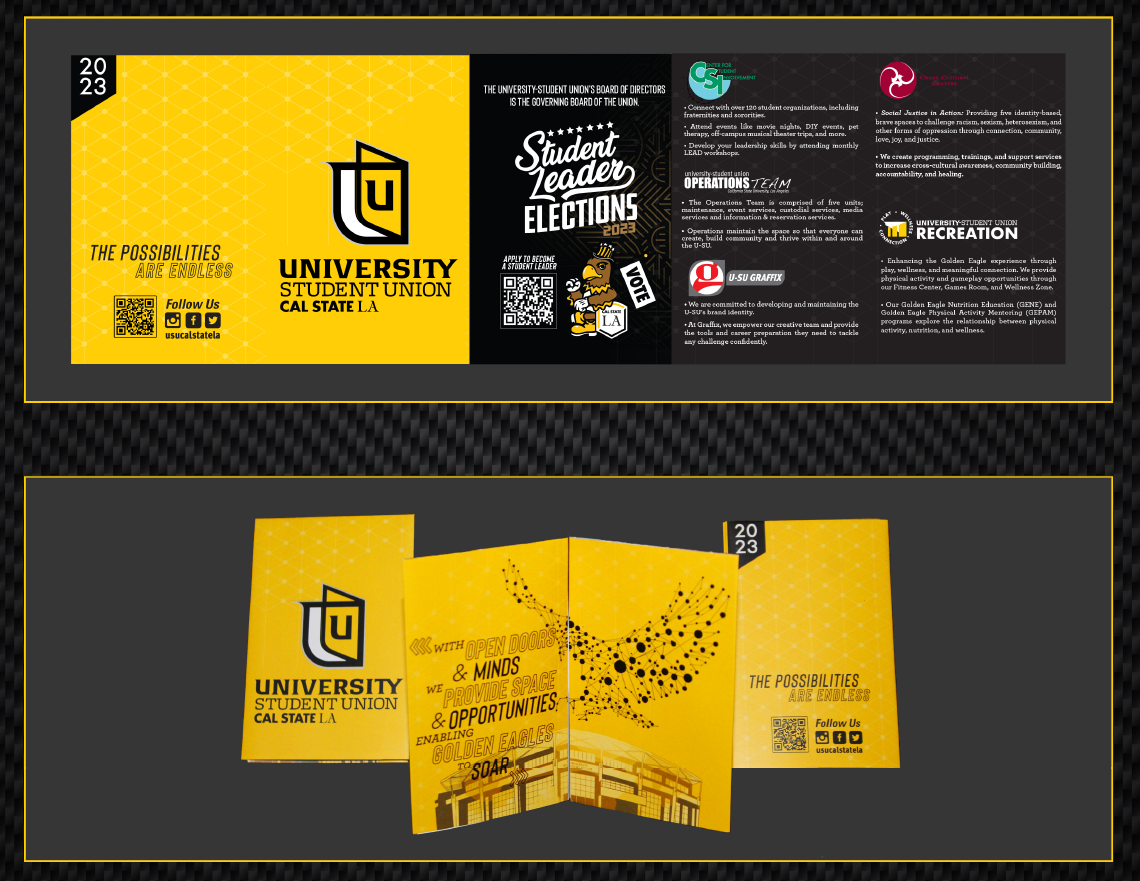 20
23
THE POSSIBILITIES
ARE ENDLESS
Follow Us
usucalstatela
U
UNIVERSITY
STUDENT UNION
CAL STATE LA
THE UNIVERSITY-STUDENT UNION'S BOARD OF DIRECTORS
IS THE GOVERNING BOARD OF THE UNION.
Student
Leader
ELECTIONS
2023
APPLY TO BECOME
A STUDENT LEADER
VOTE
CAL STATE
LA
CENTER FOR
STUDENT
INVOLVEMENT
CSI
• Connect with over 120 student organizations, including
fraternities and sororities.
• Attend events like movie nights, DIY events, pet
therapy, off-campus musical theater trips, and more.
• Develop your leadership skills by attending monthly
LEAD workshops.
university-student union
OPERATIONS TEAM
California State University, Los Angeles
• The Operations Team is comprised of five units;
maintenance, event services, custodial services, media
services and information & reservation services.
• Operations maintain the space so that everyone can
create, build community and thrive within and around
the U-SU.
g U-SU GRAFFIX
• We are committed to developing and maintaining the
U-SU's brand identity.
• At Graffix, we empower our creative team and provide
the tools and career preparation they need to tackle
any challenge confidently.
CROSS CULTURAL
CENTERS
• Social Justice in Action: Providing five identity-based,
brave spaces to challenge racism, sexism, heterosexism, and
other forms of oppression through connection, community,
love, joy, and justice.
• We create programming, trainings, and support services
to increase cross-cultural awareness, community building,
accountability, and healing.
PLAY • WELLNESS
CONNECTION
UNIVERSITY-STUDENT UNION
RECREATION
• Enhancing the Golden Eagle experience through
play, wellness, and meaningful connection. We provide
physical activity and gameplay opportunities through
our Fitness Center, Games Room, and Wellness Zone.
• Our Golden Eagle Nutrition Education (GENE) and
Golden Eagle Physical Activity Mentoring (GEPAM)
programs explore the relationship between physical
activity, nutrition, and wellness.
U
UNIVERSITY
STUDENT UNION
CAL STATE LA
WITH OPEN DOORS
& MINDS
WE PROVIDE SPACE
& OPPORTUNITIES
ENABLING
GOLDEN EAGLES
TO SOAR
20
23
THE POSSIBILITIES
ARE ENDLESS
Follow Us
usucalstatela